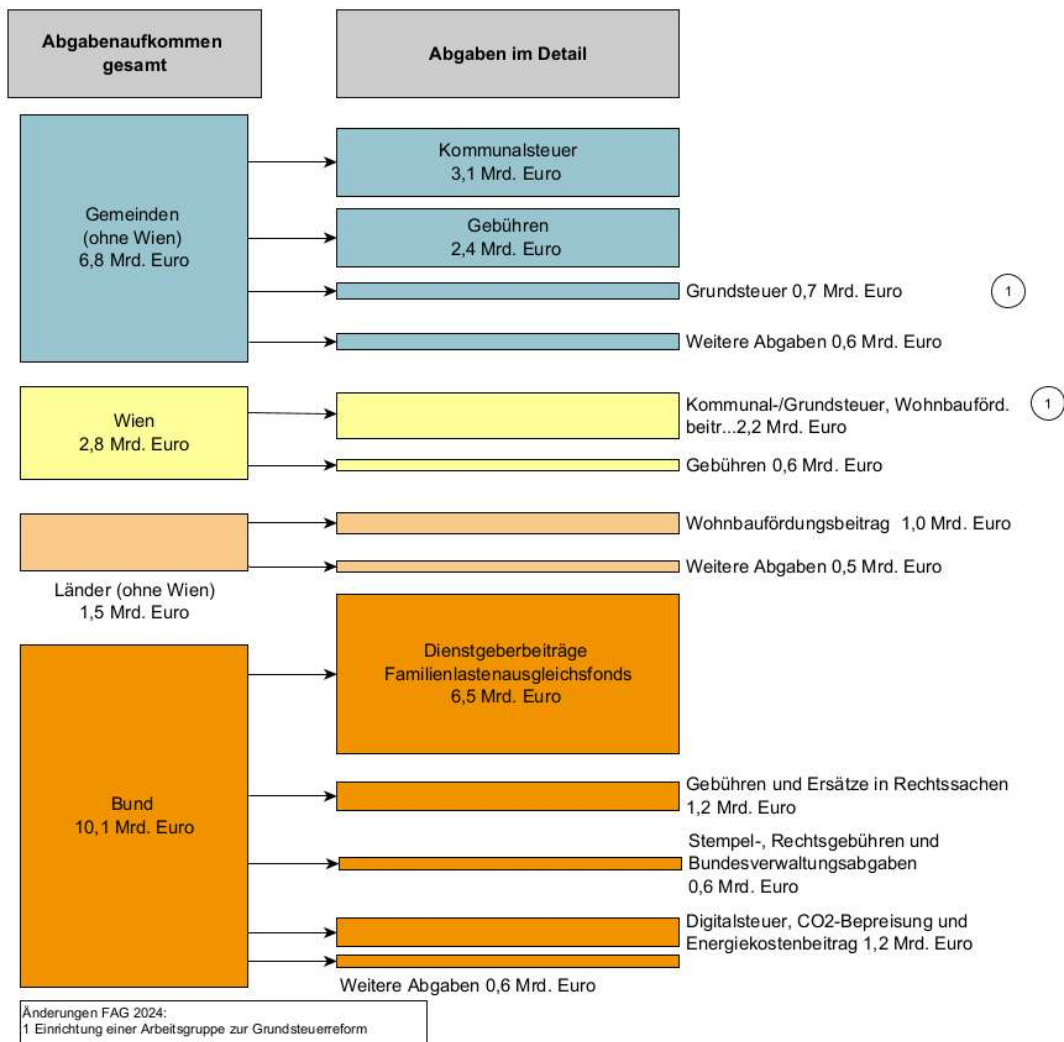 Abgabenaufkommen
gesamt
Abgaben im Detail
Gemeinden
(ohne Wien)
6,8 Mrd. Euro
Kommunalsteuer
3,1 Mrd. Euro
Gebühren
2,4 Mrd. Euro
Grundsteuer 0,7 Mrd. Euro
1
Weitere Abgaben 0,6 Mrd. Euro
Wien
2,8 Mrd. Euro
Kommunal-/Grundsteuer, Wohnbauförd.
beitr...2,2 Mrd. Euro
1
Gebühren 0,6 Mrd. Euro
Länder (ohne Wien)
1,5 Mrd. Euro
Wohnbaufördungsbeitrag 1,0 Mrd. Euro
Weitere Abgaben 0,5 Mrd. Euro
Bund
10,1 Mrd. Euro
Dienstgeberbeiträge
Familienlastenausgleichsfonds
6,5 Mrd. Euro
Gebühren und Ersätze in Rechtssachen
1,2 Mrd. Euro
Stempel-, Rechtsgebühren und
Bundesverwaltungsabgaben
0,6 Mrd. Euro
Digitalsteuer, CO2-Bepreisung und
Energiekostenbeitrag 1,2 Mrd. Euro
Weitere Abgaben 0,6 Mrd. Euro
Änderungen FAG 2024:
1 Einrichtung einer Arbeitsgruppe zur Grundsteuerreform